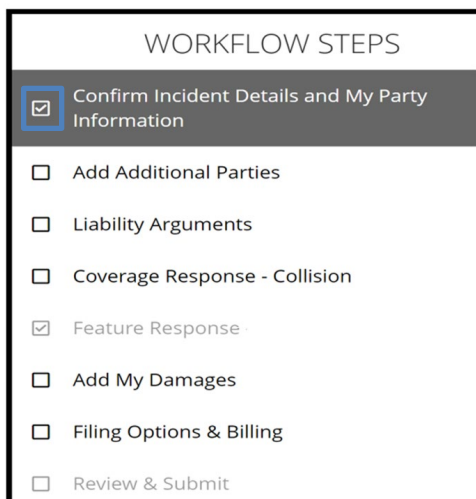 WORKFLOW STEPS
Confirm Incident Details and My Party
Information
Add Additional Parties
Liability Arguments
Coverage Response - Collision
Feature Response
Add My Damages
Filing Options & Billing
Review & Submit